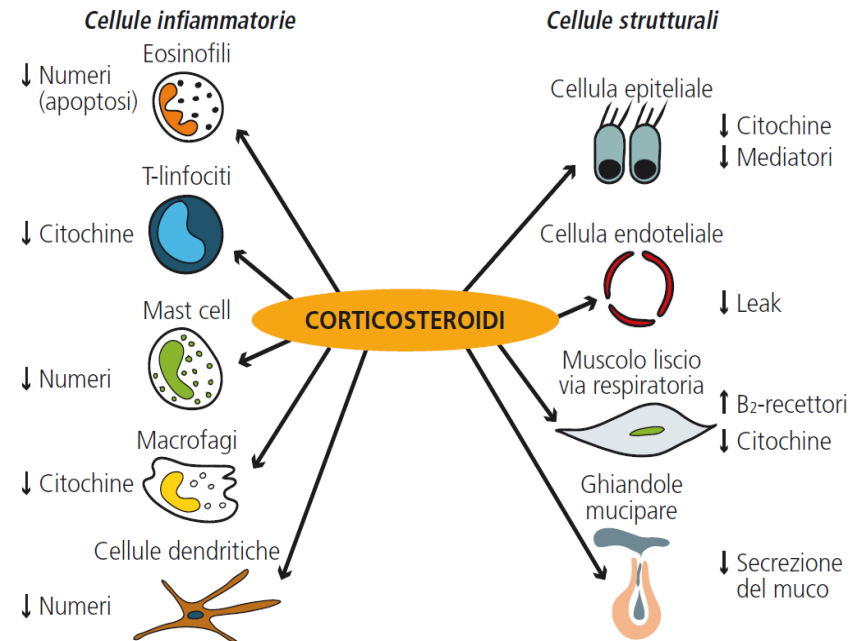 Cellule infiammatorie
Eosinofili
↓ Numeri
(apoptosi)
T-linfociti
↓ Citochine
Mast cell
↓ Numeri
Macrofagi
↓ Citochine
Cellule dendritiche
↓ Numeri
CORTICOSTEROIDI
Cellule strutturali
Cellula epiteliale
↓ Citochine
↓ Mediatori
Cellula endoteliale
↓ Leak
Muscolo liscio
via respiratoria
↑ B₂-recettori
↓ Citochine
Ghiandole
mucipare
↓ Secrezione
del muco